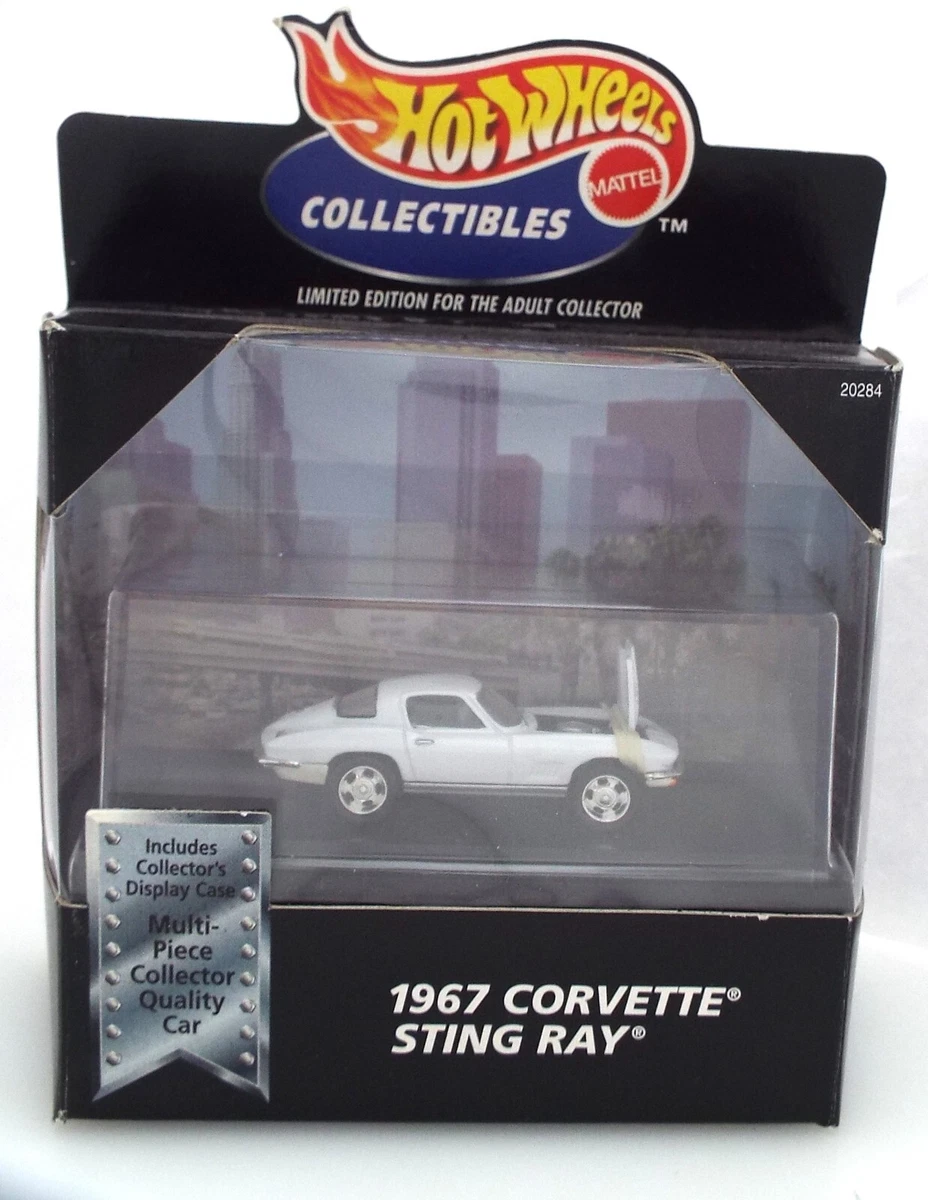 HOT WHEELS
MATTEL
COLLECTIBLES
TM
LIMITED EDITION FOR THE ADULT COLLECTOR
20284
Includes
Collector's
Display Case
Multi-
Piece
Collector
Quality
Car
1967 CORVETTE®
STING RAY®